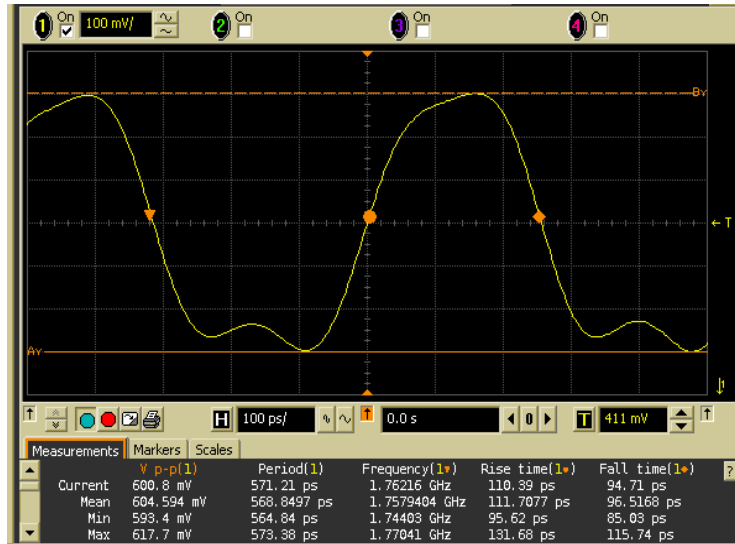 1 On 100 mV/ 2 On 3 On 4 On
BY
T
AY
1
H 100 ps/ 0.0 s 0 T 411 mV
Measurements Markers Scales
V p-p(1) Period(1) Frequency(1▾) Rise time(1●) Fall time(1◆) ?
Current 600.8 mV 571.21 ps 1.76216 GHz 110.39 ps 94.71 ps
Mean 604.594 mV 568.8497 ps 1.7579404 GHz 111.7077 ps 96.5168 ps
Min 593.4 mV 564.84 ps 1.74403 GHz 95.62 ps 85.03 ps
Max 617.7 mV 573.38 ps 1.77041 GHz 131.68 ps 115.74 ps